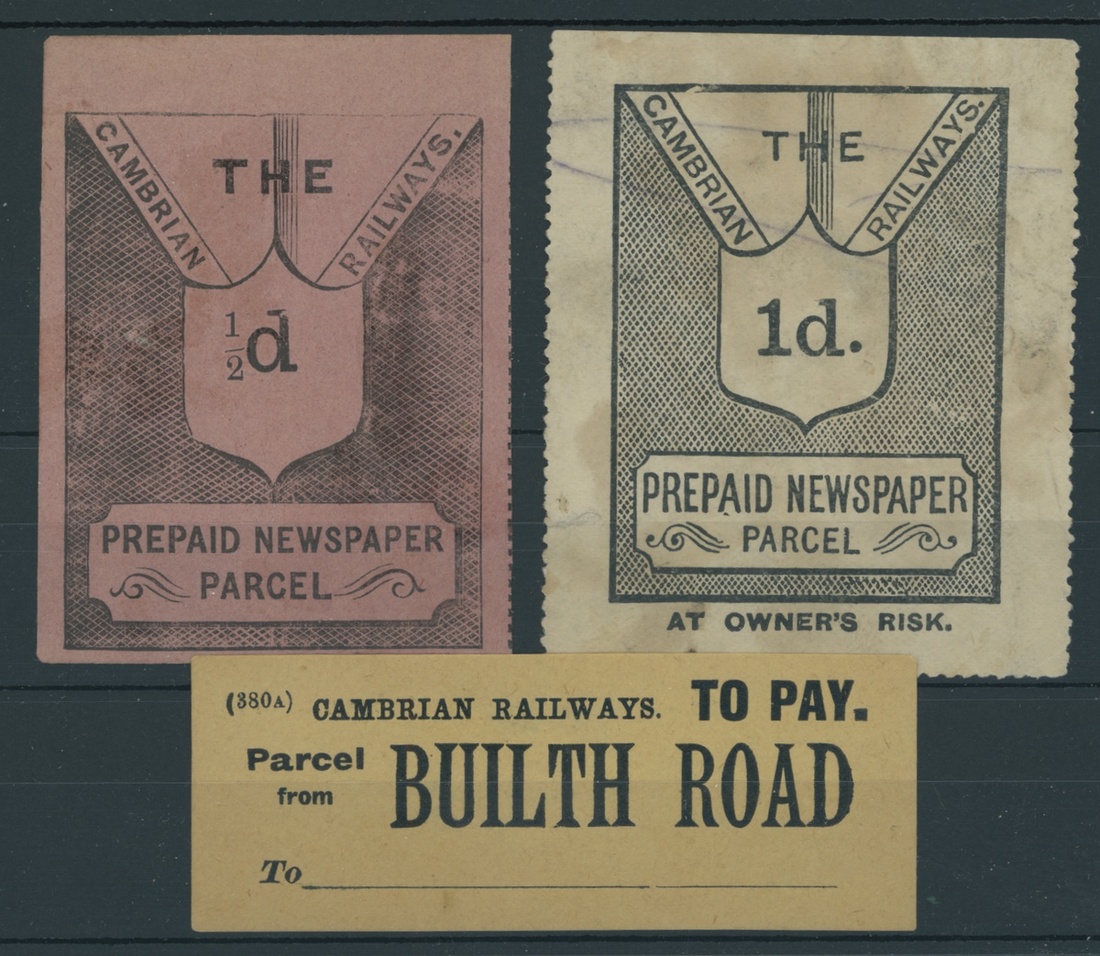 THE
CAMBRIAN
RAILWAYS.
½d
PREPAID NEWSPAPER
PARCEL
THE
CAMBRIAN
RAILWAYS.
1d.
PREPAID NEWSPAPER
PARCEL
AT OWNER'S RISK.
(380A) CAMBRIAN RAILWAYS. TO PAY.
Parcel from BUILTH ROAD
To